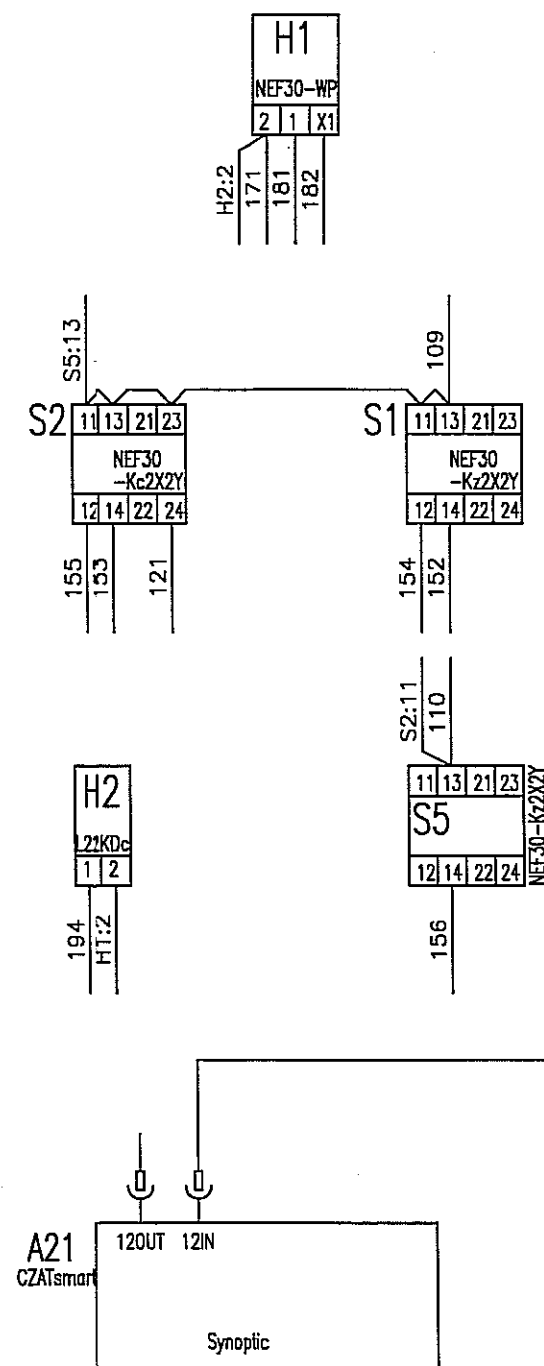 H1
NEF30-WP
2 1 X1
H2:2
171
181
182
S5:13
109
S2
11 13 21 23
NEF30
-Kc2X2Y
12 14 22 24
155
153
121
S1
11 13 21 23
NEF30
-Kz2X2Y
12 14 22 24
154
152
S2:11
110
H2
L22KDc
1 2
194
H1:2
11 13 21 23
S5
NEF30-Kz2X2Y
12 14 22 24
156
A21
CZATsmart
12OUT 12IN
Synoptic